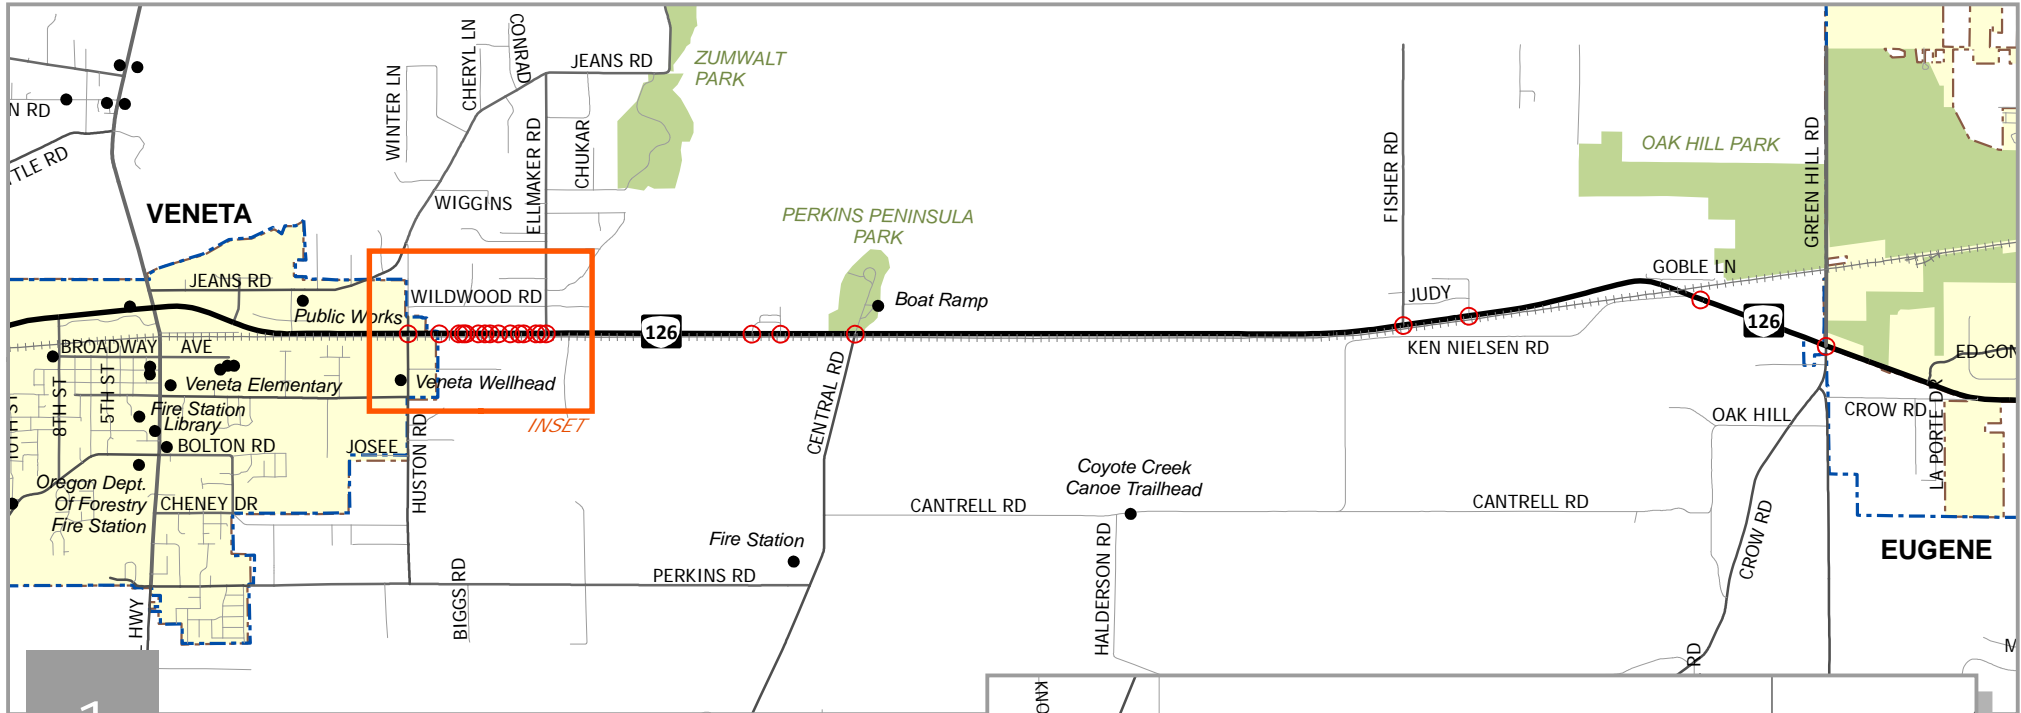 CONRAD
CHERYL LN
JEANS RD
ZUMWALT
PARK
WINTER LN
N RD
TLE RD
ELLMAKER RD
CHUKAR
FISHER RD
OAK HILL PARK
GREEN HILL RD
WIGGINS
VENETA
PERKINS PENINSULA
PARK
JEANS RD
WILDWOOD RD
GOBLE LN
JUDY
Boat Ramp
Public Works
126
126
BROADWAY AVE
KEN NIELSEN RD
ED CON
Veneta Elementary
Veneta Wellhead
8TH ST
5TH ST
Fire Station
Library
INSET
CENTRAL RD
CROW RD
OAK HILL
LA PORTE DR
BOLTON RD
JOSEE
HUSTON RD
Oregon Dept.
Of Forestry
Fire Station
CHENEY DR
Coyote Creek
Canoe Trailhead
CANTRELL RD
CANTRELL RD
CROW RD
Fire Station
HALDERSON RD
EUGENE
PERKINS RD
BIGGS RD
HWY
RD
M
KNO
1